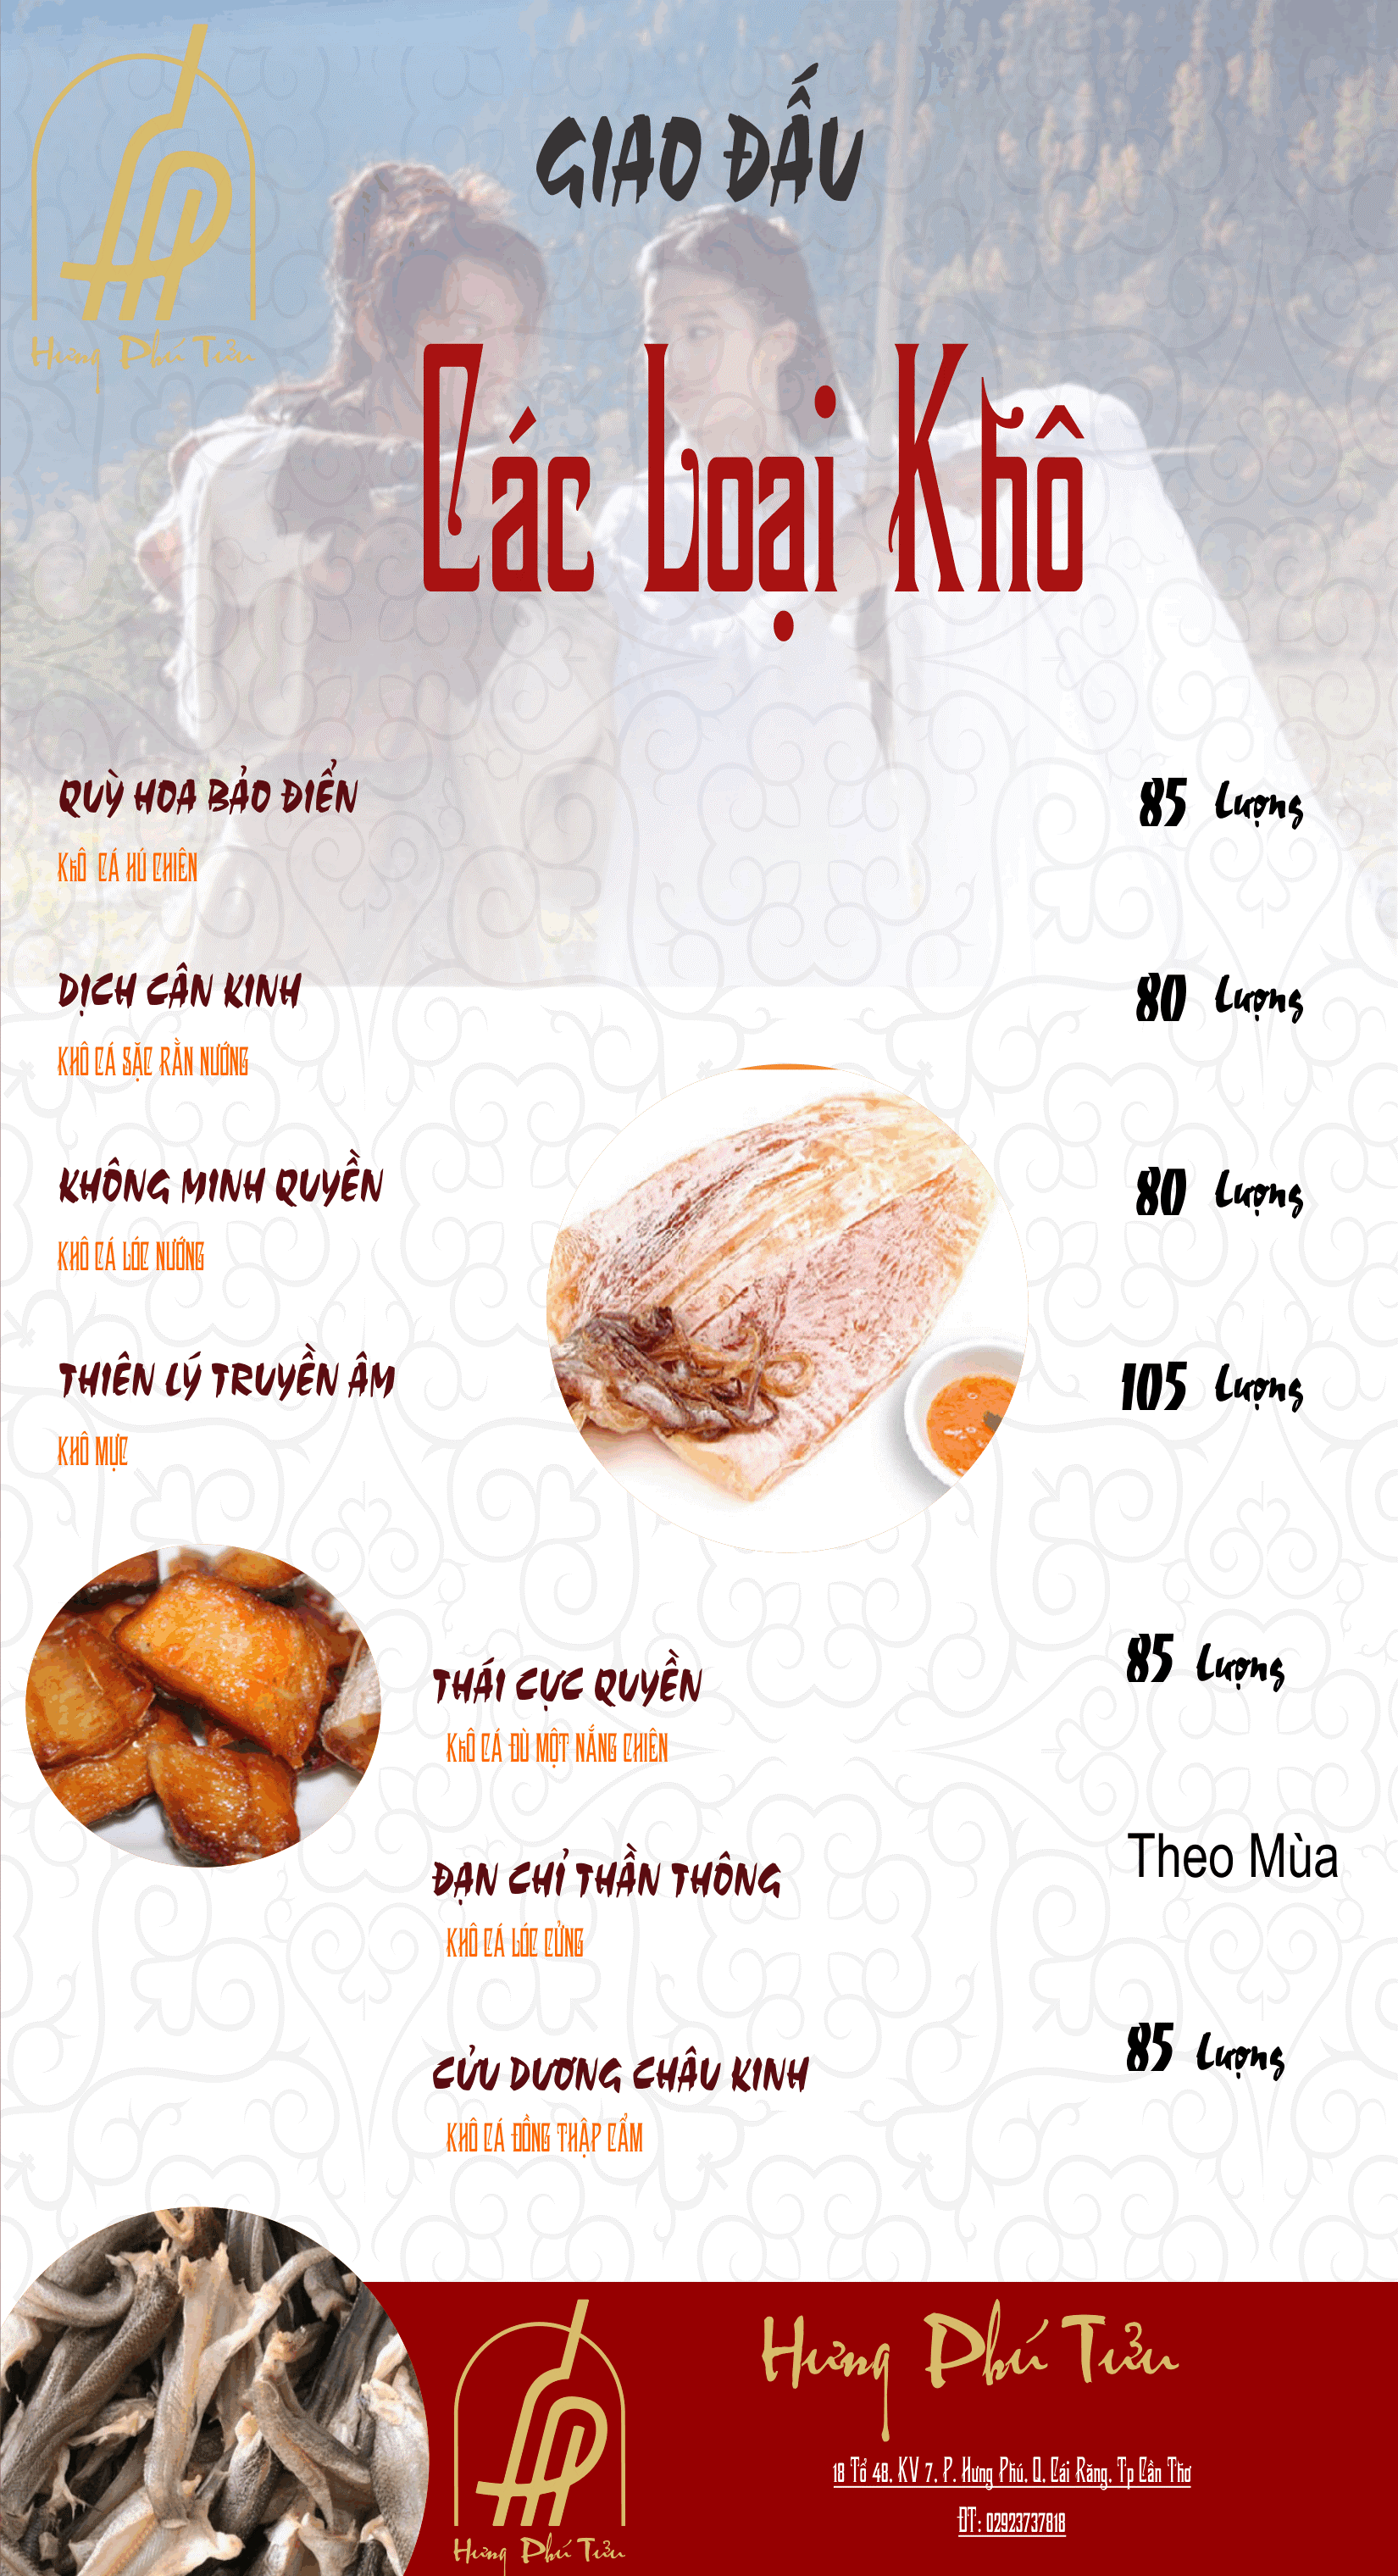 Hưng Phú Tửu
GIAO ĐẤU
Các Loại Khô
QUỲ HOA BẢO ĐIỂN
85 Lượng
KHÔ CÁ HÚ CHIÊN
DỊCH CÂN KINH
80 Lượng
KHÔ CÁ SẶC RẰN NƯỚNG
KHÔNG MINH QUYỀN
80 Lượng
KHÔ CÁ LÓC NƯỚNG
THIÊN LÝ TRUYỀN ÂM
105 Lượng
KHÔ MỰC
THÁI CỰC QUYỀN
85 Lượng
KHÔ CÁ ĐÙ MỘT NẮNG CHIÊN
ĐẠN CHỈ THẦN THÔNG
Theo Mùa
KHÔ CÁ LÓC CỬNG
CỬU DƯƠNG CHÂU KINH
85 Lượng
KHÔ CÁ ĐỒNG THẬP CẨM
Hưng Phú Tửu
18 Tổ 4B, KV 7, P. Hưng Phú, Q. Cái Răng, Tp Cần Thơ
ĐT: 02923737818
Hưng Phú Tửu